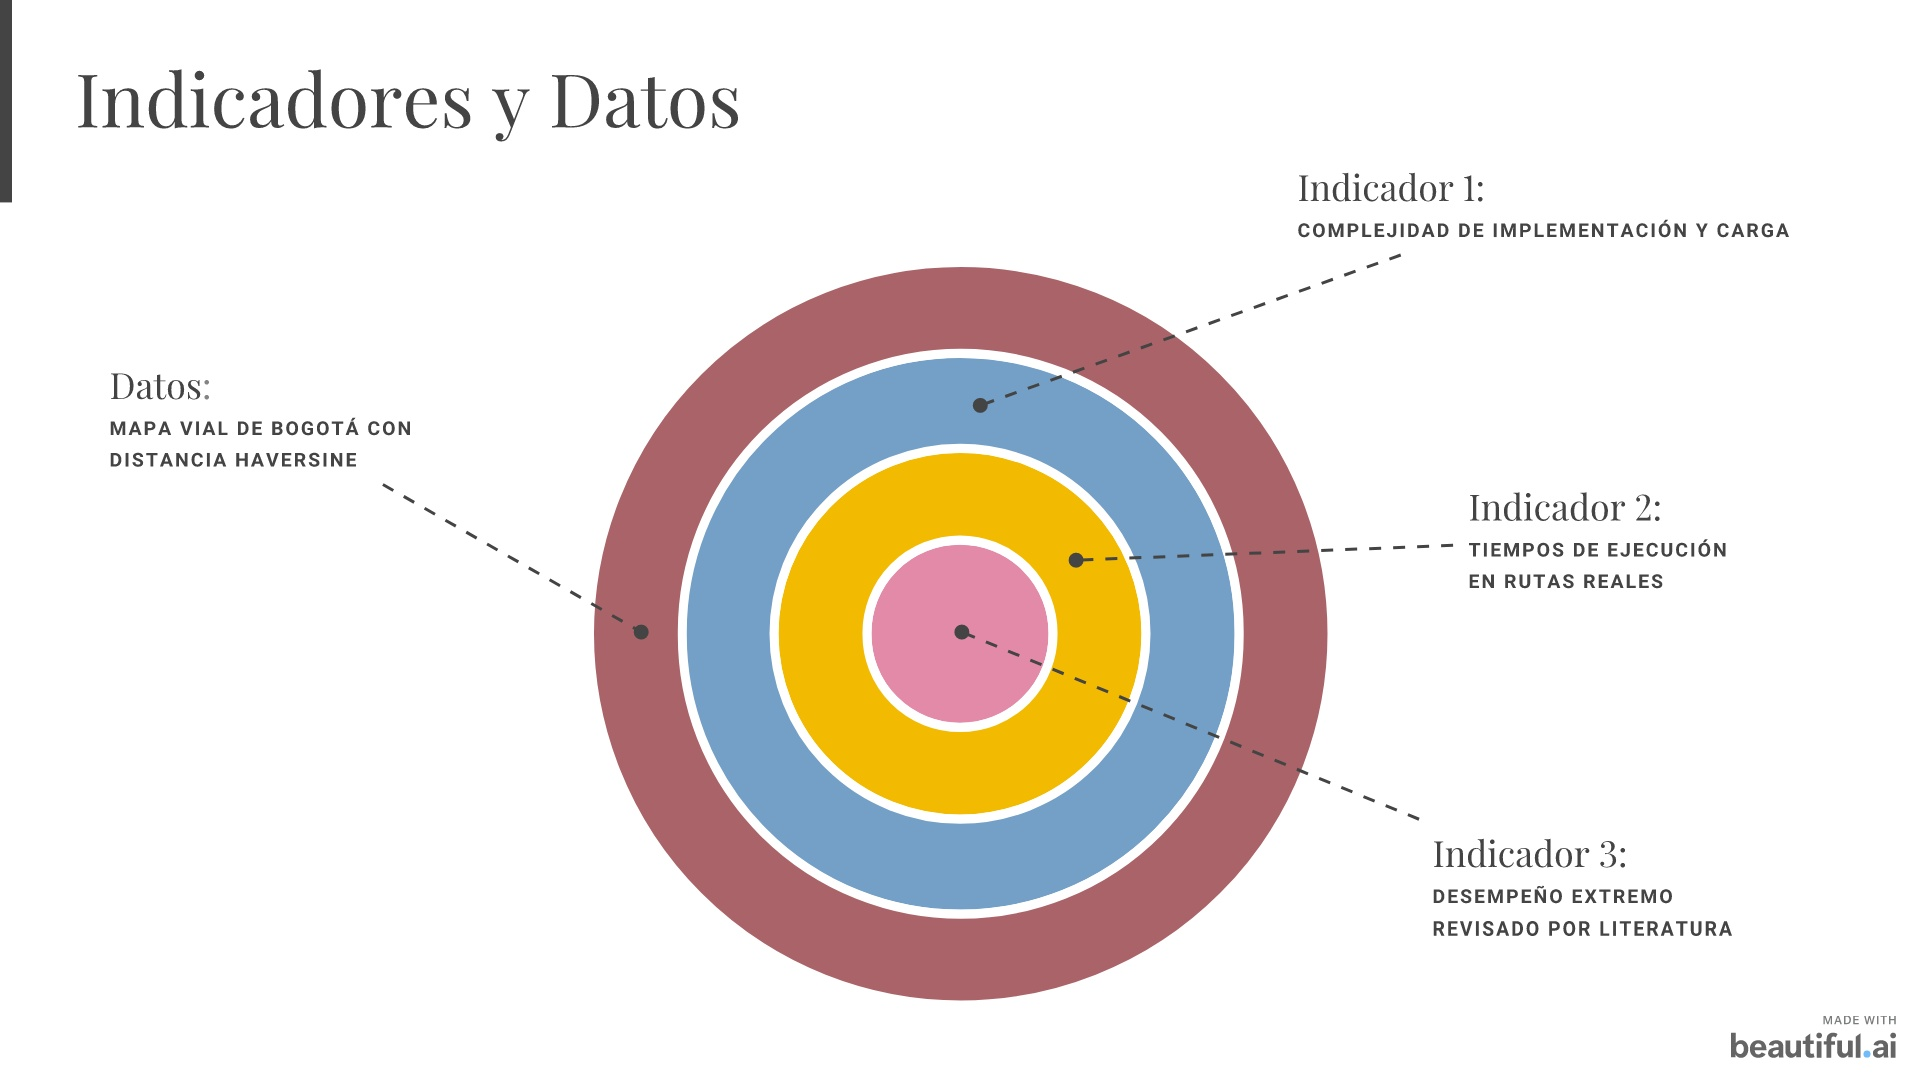 Indicadores y Datos
Indicador 1:
COMPLEJIDAD DE IMPLEMENTACIÓN Y CARGA
Datos:
MAPA VIAL DE BOGOTÁ CON
DISTANCIA HAVERSINE
Indicador 2:
TIEMPOS DE EJECUCIÓN
EN RUTAS REALES
Indicador 3:
DESEMPEÑO EXTREMO
REVISADO POR LITERATURA
MADE WITH
beautiful.ai